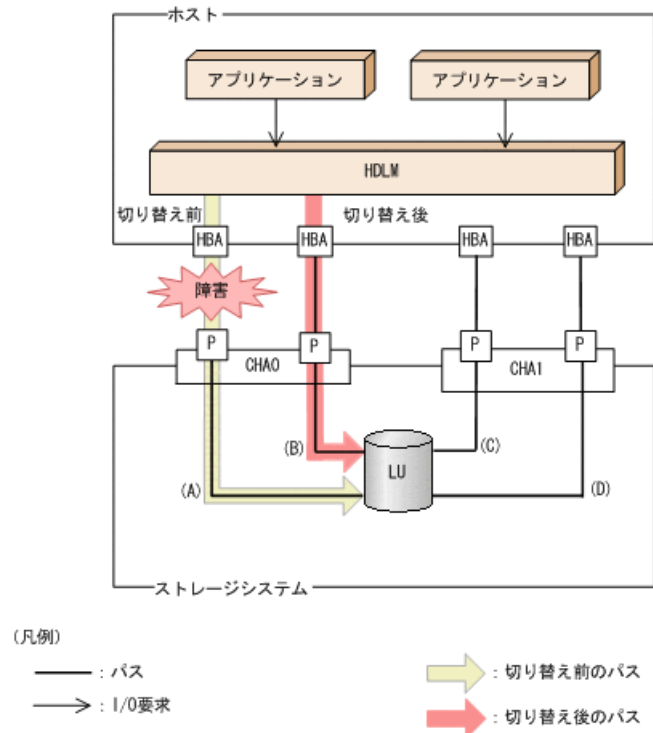 ホスト
アプリケーション
アプリケーション
HDLM
切り替え前
切り替え後
HBA
HBA
HBA
HBA
障害
P
P
P
P
CHA0
CHA1
(B)
(C)
LU
(A)
(D)
ストレージシステム
(凡例)
: パス
: 切り替え前のパス
: I/O要求
: 切り替え後のパス